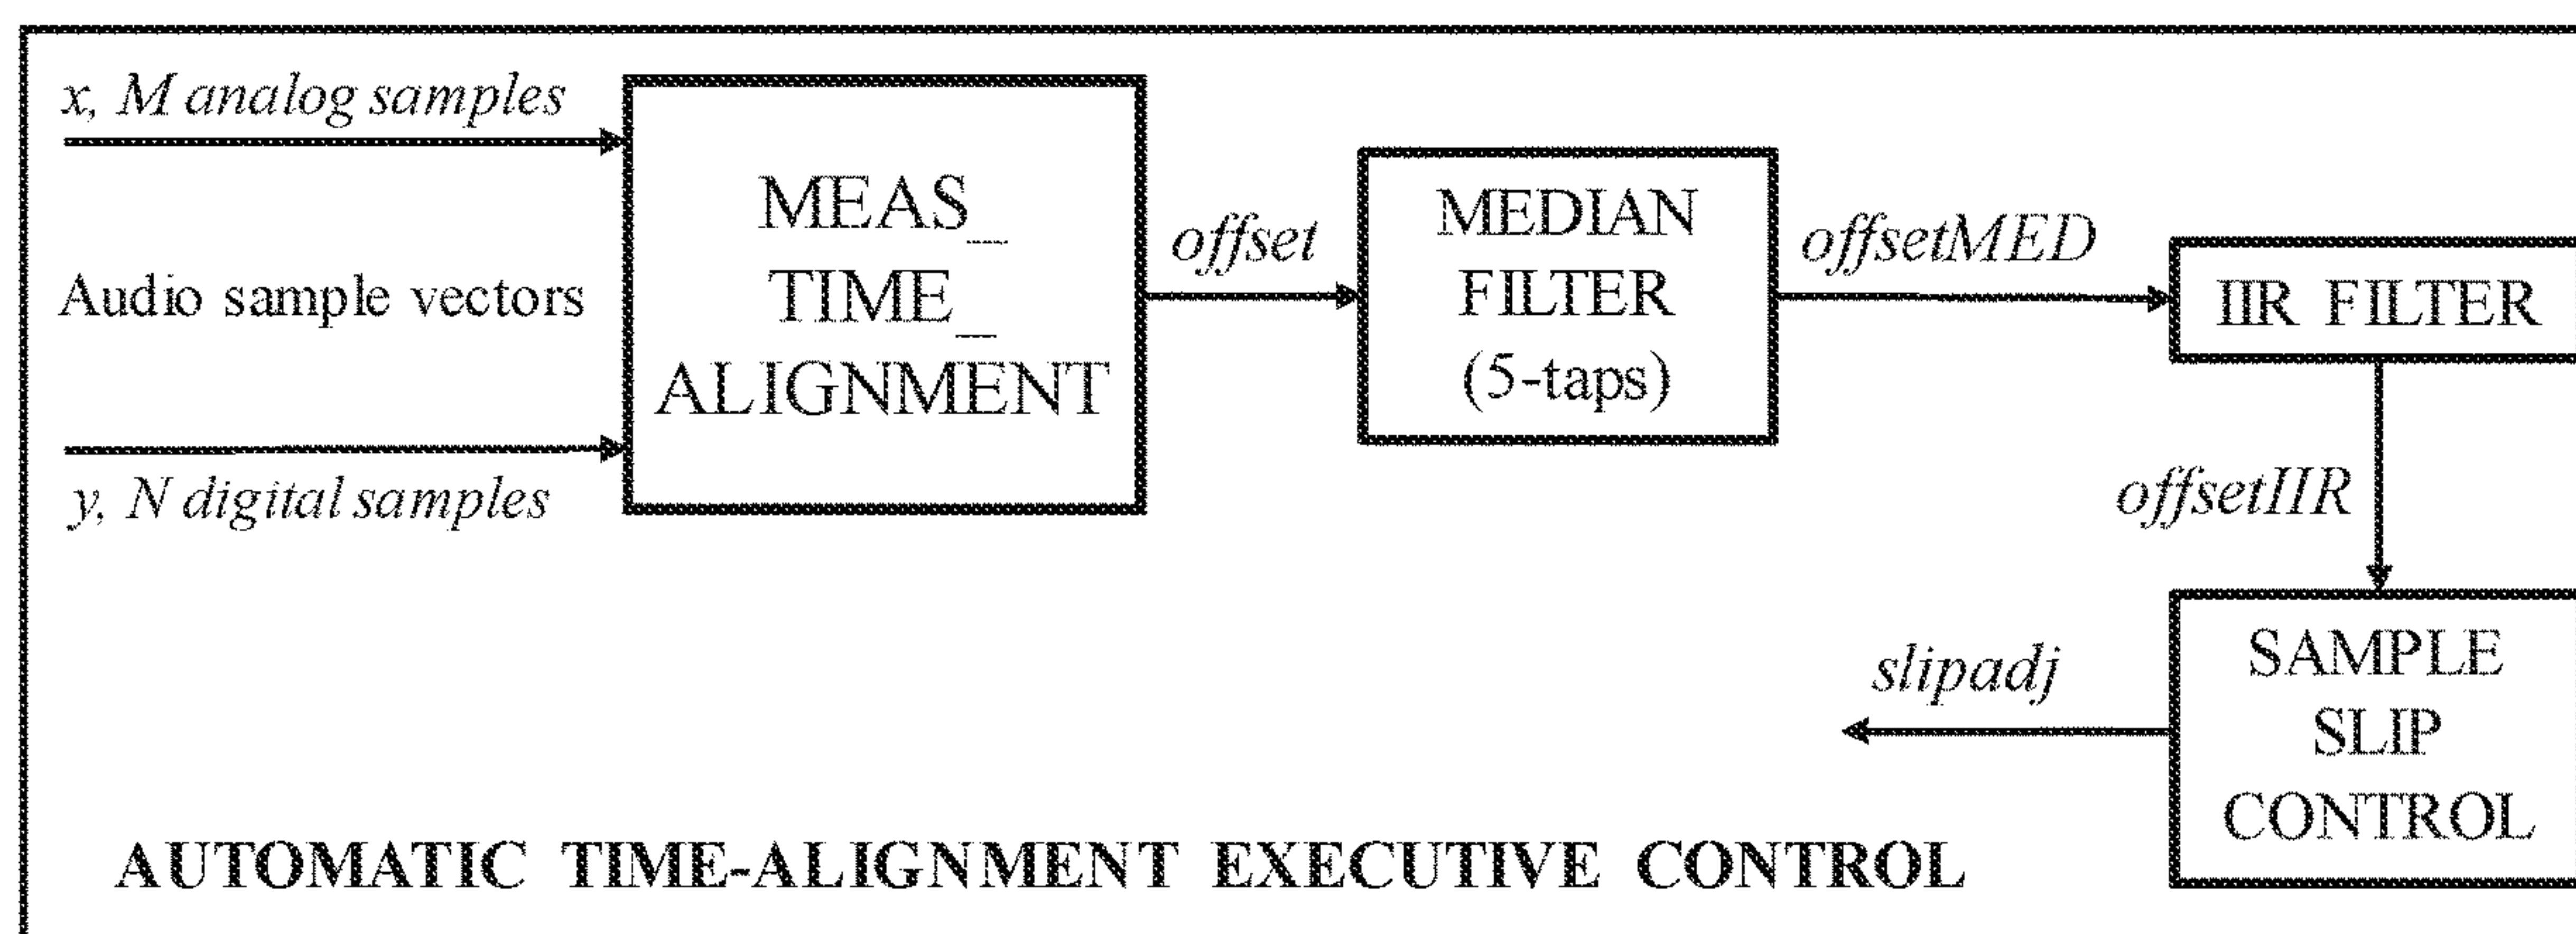 x, M analog samples
Audio sample vectors
y, N digital samples
MEAS_
TIME_
ALIGNMENT
offset
MEDIAN
FILTER
(5-taps)
offsetMED
IIR FILTER
offsetIIR
SAMPLE
SLIP
CONTROL
slipadj
AUTOMATIC TIME-ALIGNMENT EXECUTIVE CONTROL